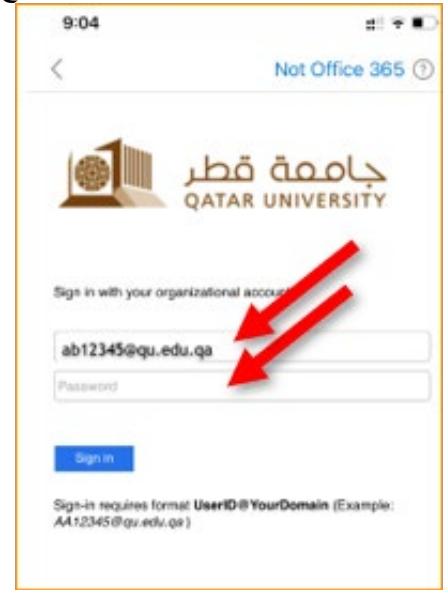 9:04
Not Office 365 ?
جامعة قطر
QATAR UNIVERSITY
Sign in with your organizational account
ab12345@qu.edu.qa
Password
Sign in
Sign-in requires format UserID@YourDomain (Example:
AA12345@qu.edu.qa)